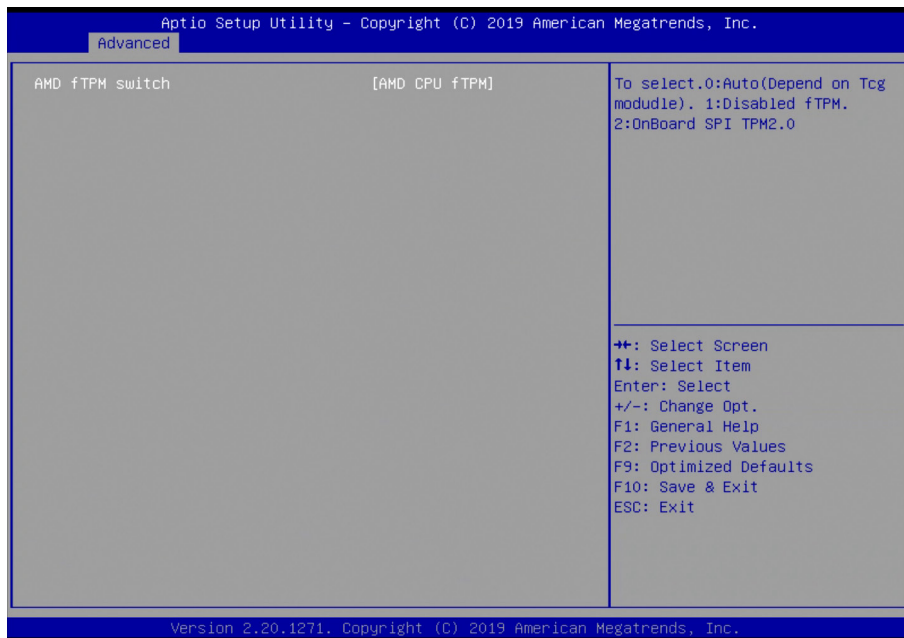 Aptio Setup Utility – Copyright (C) 2019 American Megatrends, Inc.
Advanced
AMD fTPM switch [AMD CPU fTPM]
To select.0:Auto(Depend on Tcg
modudle). 1:Disabled fTPM.
2:OnBoard SPI TPM2.0
→←: Select Screen
↑↓: Select Item
Enter: Select
+/-: Change Opt.
F1: General Help
F2: Previous Values
F9: Optimized Defaults
F10: Save & Exit
ESC: Exit
Version 2.20.1271. Copyright (C) 2019 American Megatrends, Inc.